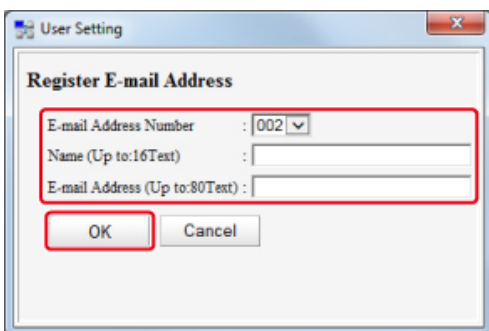 User Setting
Register E-mail Address
E-mail Address Number : 002
Name (Up to:16Text) :
E-mail Address (Up to:80Text) :
OK Cancel